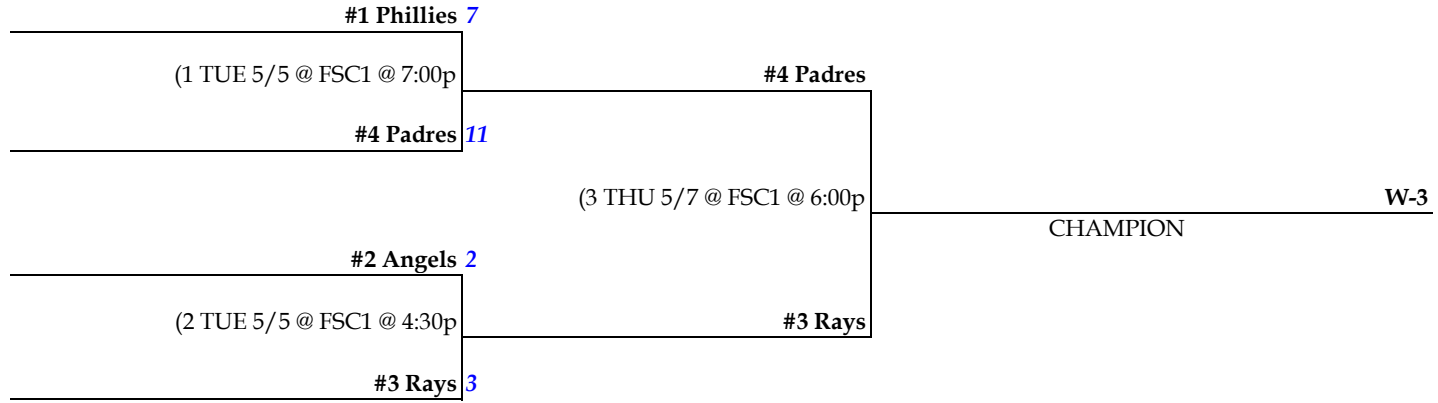 #1 Phillies 7
(1 TUE 5/5 @ FSC1 @ 7:00p
#4 Padres
#4 Padres 11
(3 THU 5/7 @ FSC1 @ 6:00p
W-3
CHAMPION
#2 Angels 2
(2 TUE 5/5 @ FSC1 @ 4:30p
#3 Rays
#3 Rays 3